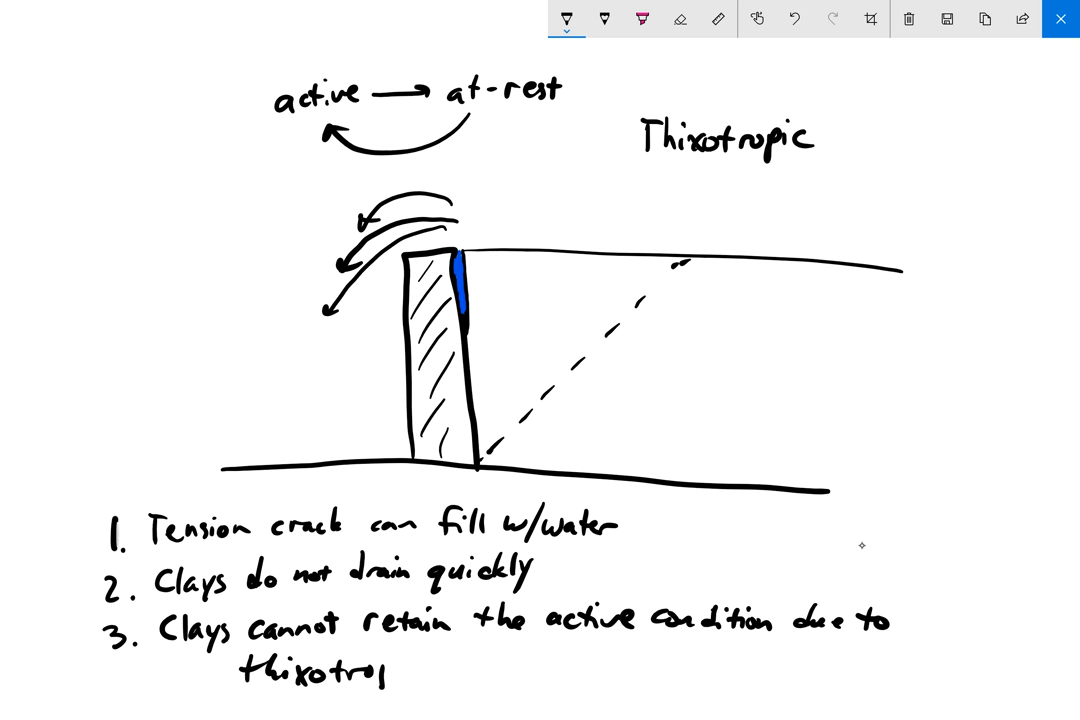 active → at-rest
Thixotropic
1. Tension crack can fill w/water
2. Clays do not drain quickly
3. Clays cannot retain the active condition due to
thixotrop